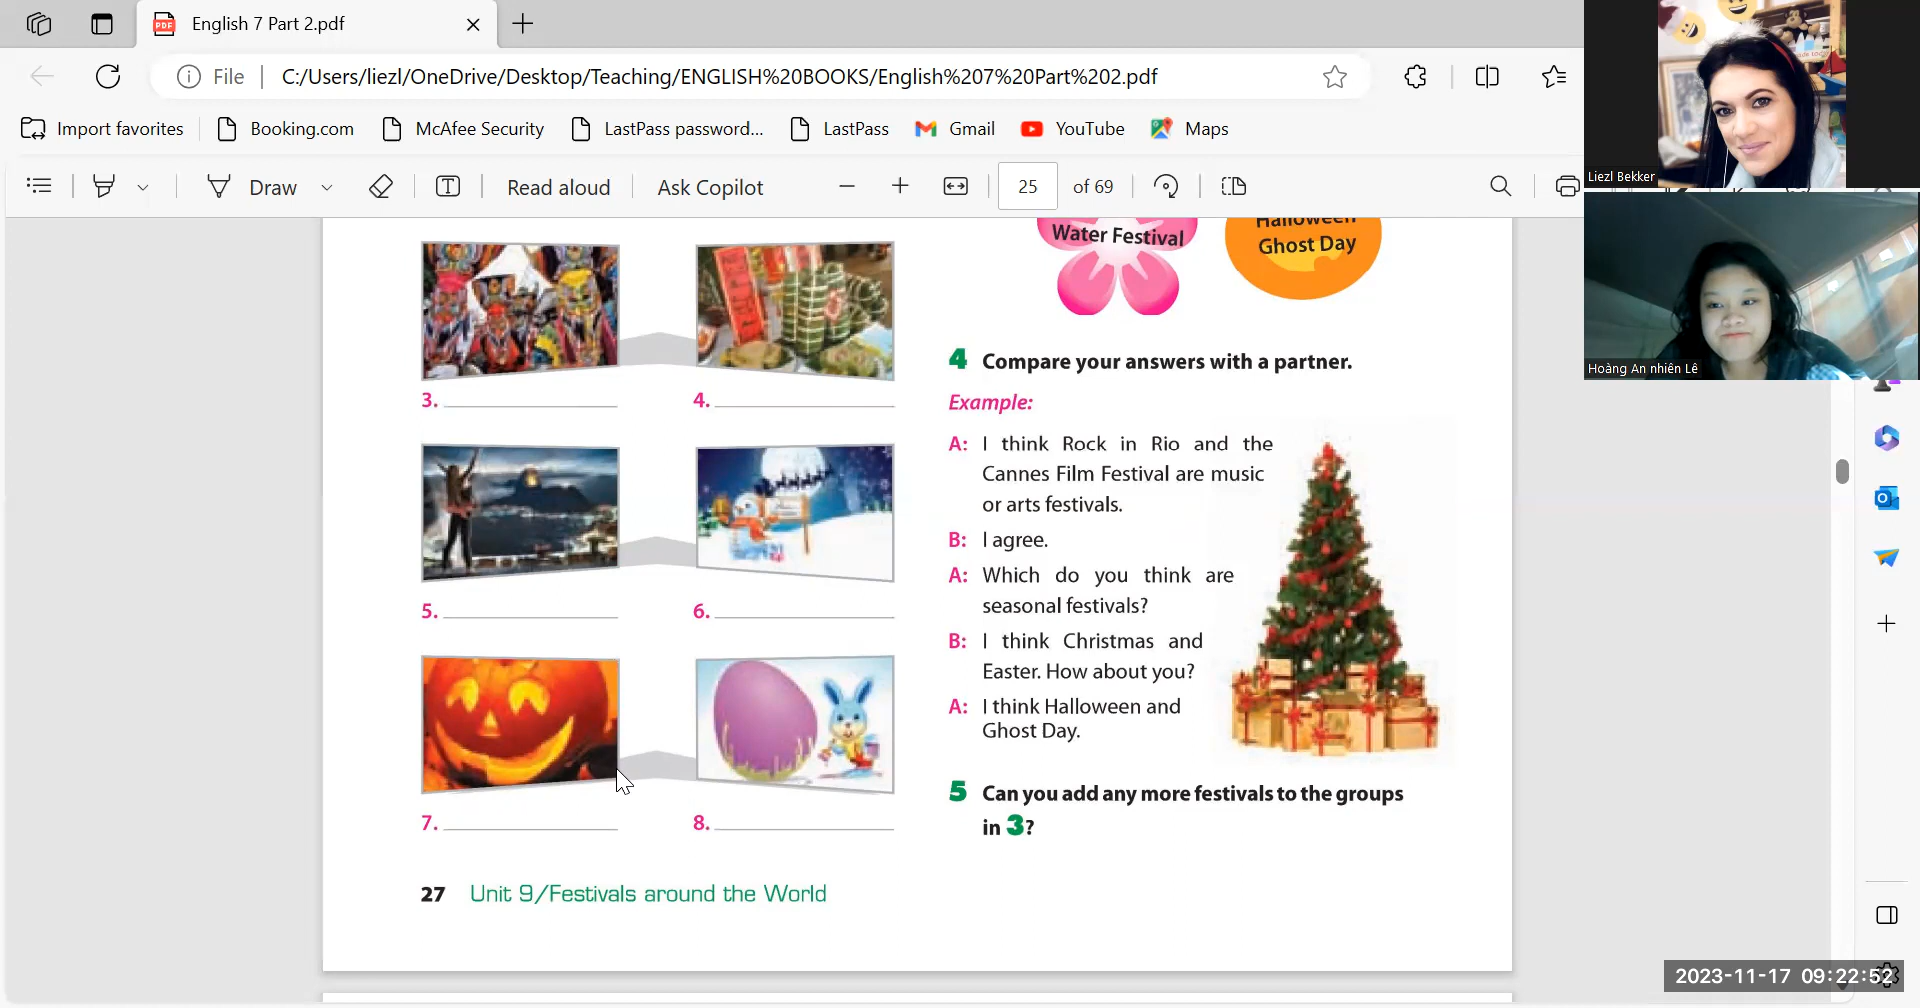 English 7 Part 2.pdf
File
C:/Users/liezl/OneDrive/Desktop/Teaching/ENGLISH%20BOOKS/English%207%20Part%202.pdf
Import favorites
Booking.com
McAfee Security
LastPass password...
LastPass
Gmail
YouTube
Maps
Draw
Read aloud
Ask Copilot
25
of 69
Liezl Bekker
Hoàng An nhiên Lê
Water Festival
Halloween
Ghost Day
3.
4.
5.
6.
7.
8.
27 Unit 9/Festivals around the World
4 Compare your answers with a partner.
Example:
A: I think Rock in Rio and the
Cannes Film Festival are music
or arts festivals.
B: I agree.
A: Which do you think are
seasonal festivals?
B: I think Christmas and
Easter. How about you?
A: I think Halloween and
Ghost Day.
5 Can you add any more festivals to the groups
in 3?
2023-11-17 09:22:52